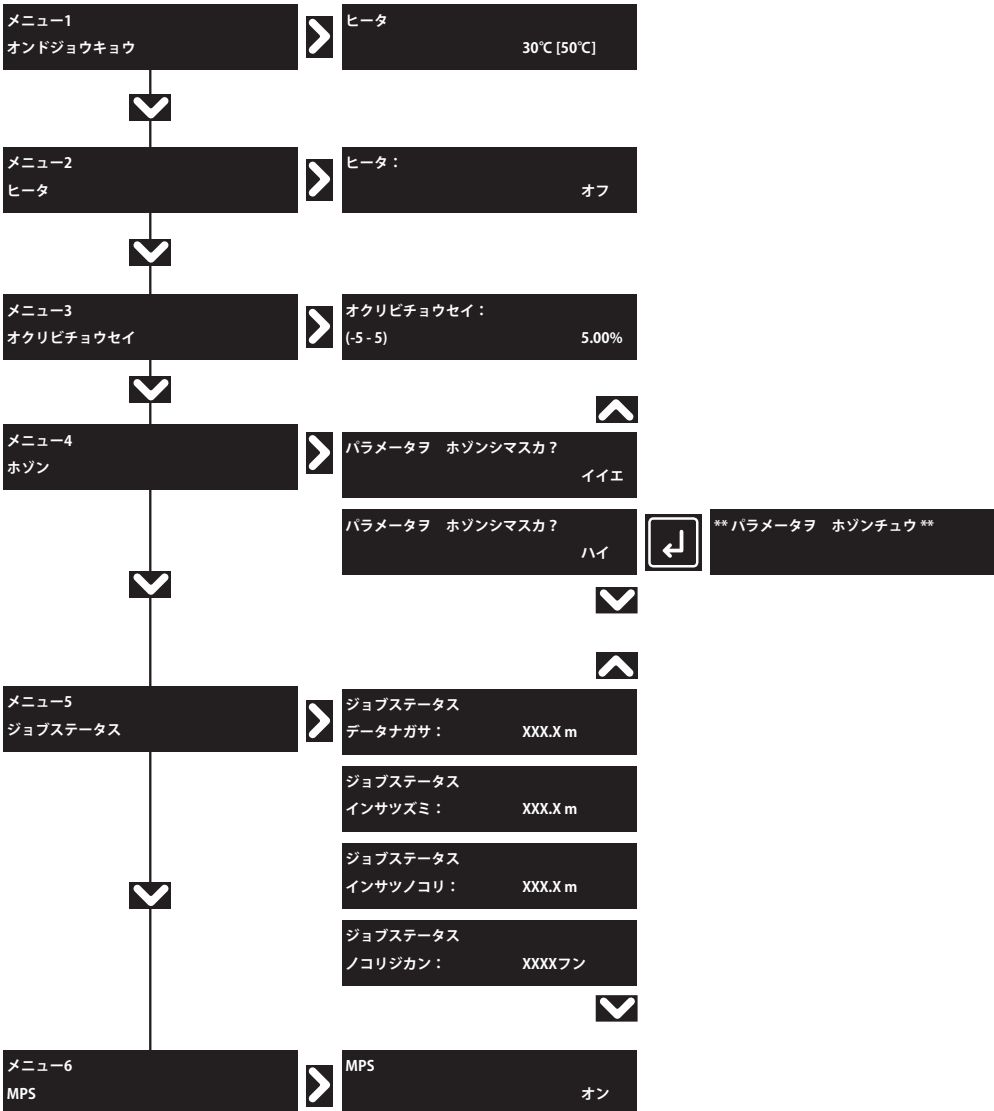 メニュー1
オンドジョウキョウ
ヒータ
30℃ [50℃]
メニュー2
ヒータ
ヒータ：
オフ
メニュー3
オクリビチョウセイ
オクリビチョウセイ：
(-5 - 5) 5.00%
メニュー4
ホゾン
パラメータヲ　ホゾンシマスカ？
イイエ
パラメータヲ　ホゾンシマスカ？
ハイ
** パラメータヲ　ホゾンチュウ **
メニュー5
ジョブステータス
ジョブステータス
データナガサ： XXX.X m
ジョブステータス
インサツズミ： XXX.X m
ジョブステータス
インサツノコリ： XXX.X m
ジョブステータス
ノコリジカン： XXXXフン
メニュー6
MPS
MPS
オン